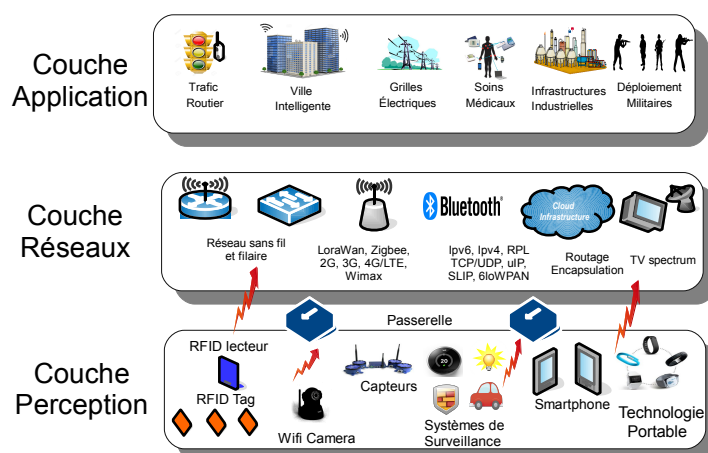 Couche
Application
Trafic
Routier
Ville
Intelligente
Grilles
Électriques
Soins
Médicaux
Infrastructures
Industrielles
Déploiement
Militaires
Couche
Réseaux
Réseau sans fil
et filaire
LoraWan, Zigbee,
2G, 3G, 4G/LTE,
Wimax
Bluetooth
Ipv6, Ipv4, RPL
TCP/UDP, uIP,
SLIP, 6loWPAN
Cloud
Infrastructure
Routage
Encapsulation
TV spectrum
Passerelle
Couche
Perception
RFID lecteur
RFID Tag
Wifi Camera
Capteurs
20
Systèmes de
Surveillance
Smartphone
Technologie
Portable